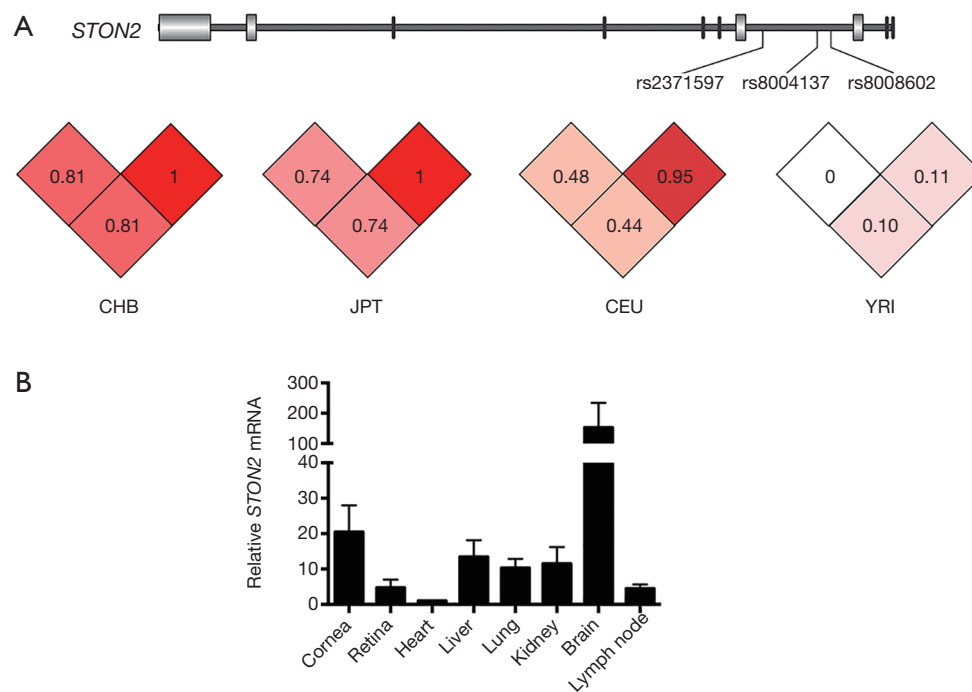 A
STON2
rs2371597 rs8004137 rs8008602
0.81 1 0.74 1 0.48 0.95 0 0.11
0.81 0.74 0.44 0.10
CHB JPT CEU YRI
B
Relative STON2 mRNA
300
200
100
40
30
20
10
0
Cornea Retina Heart Liver Lung Kidney Brain Lymph node